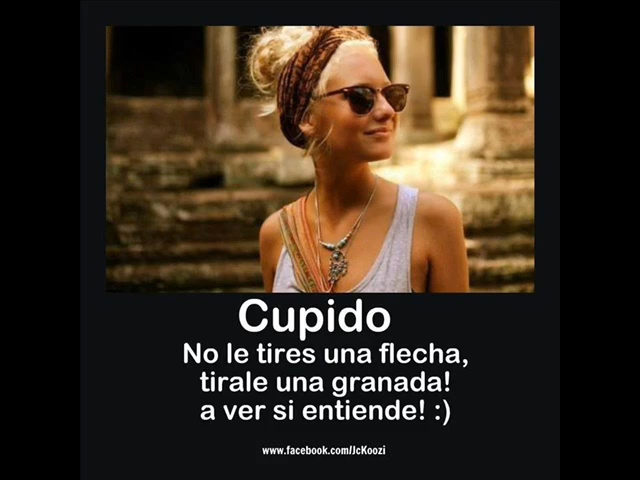 Cupido
No le tires una flecha,
tirale una granada!
a ver si entiende! :)
www.facebook.com/JcKoozi